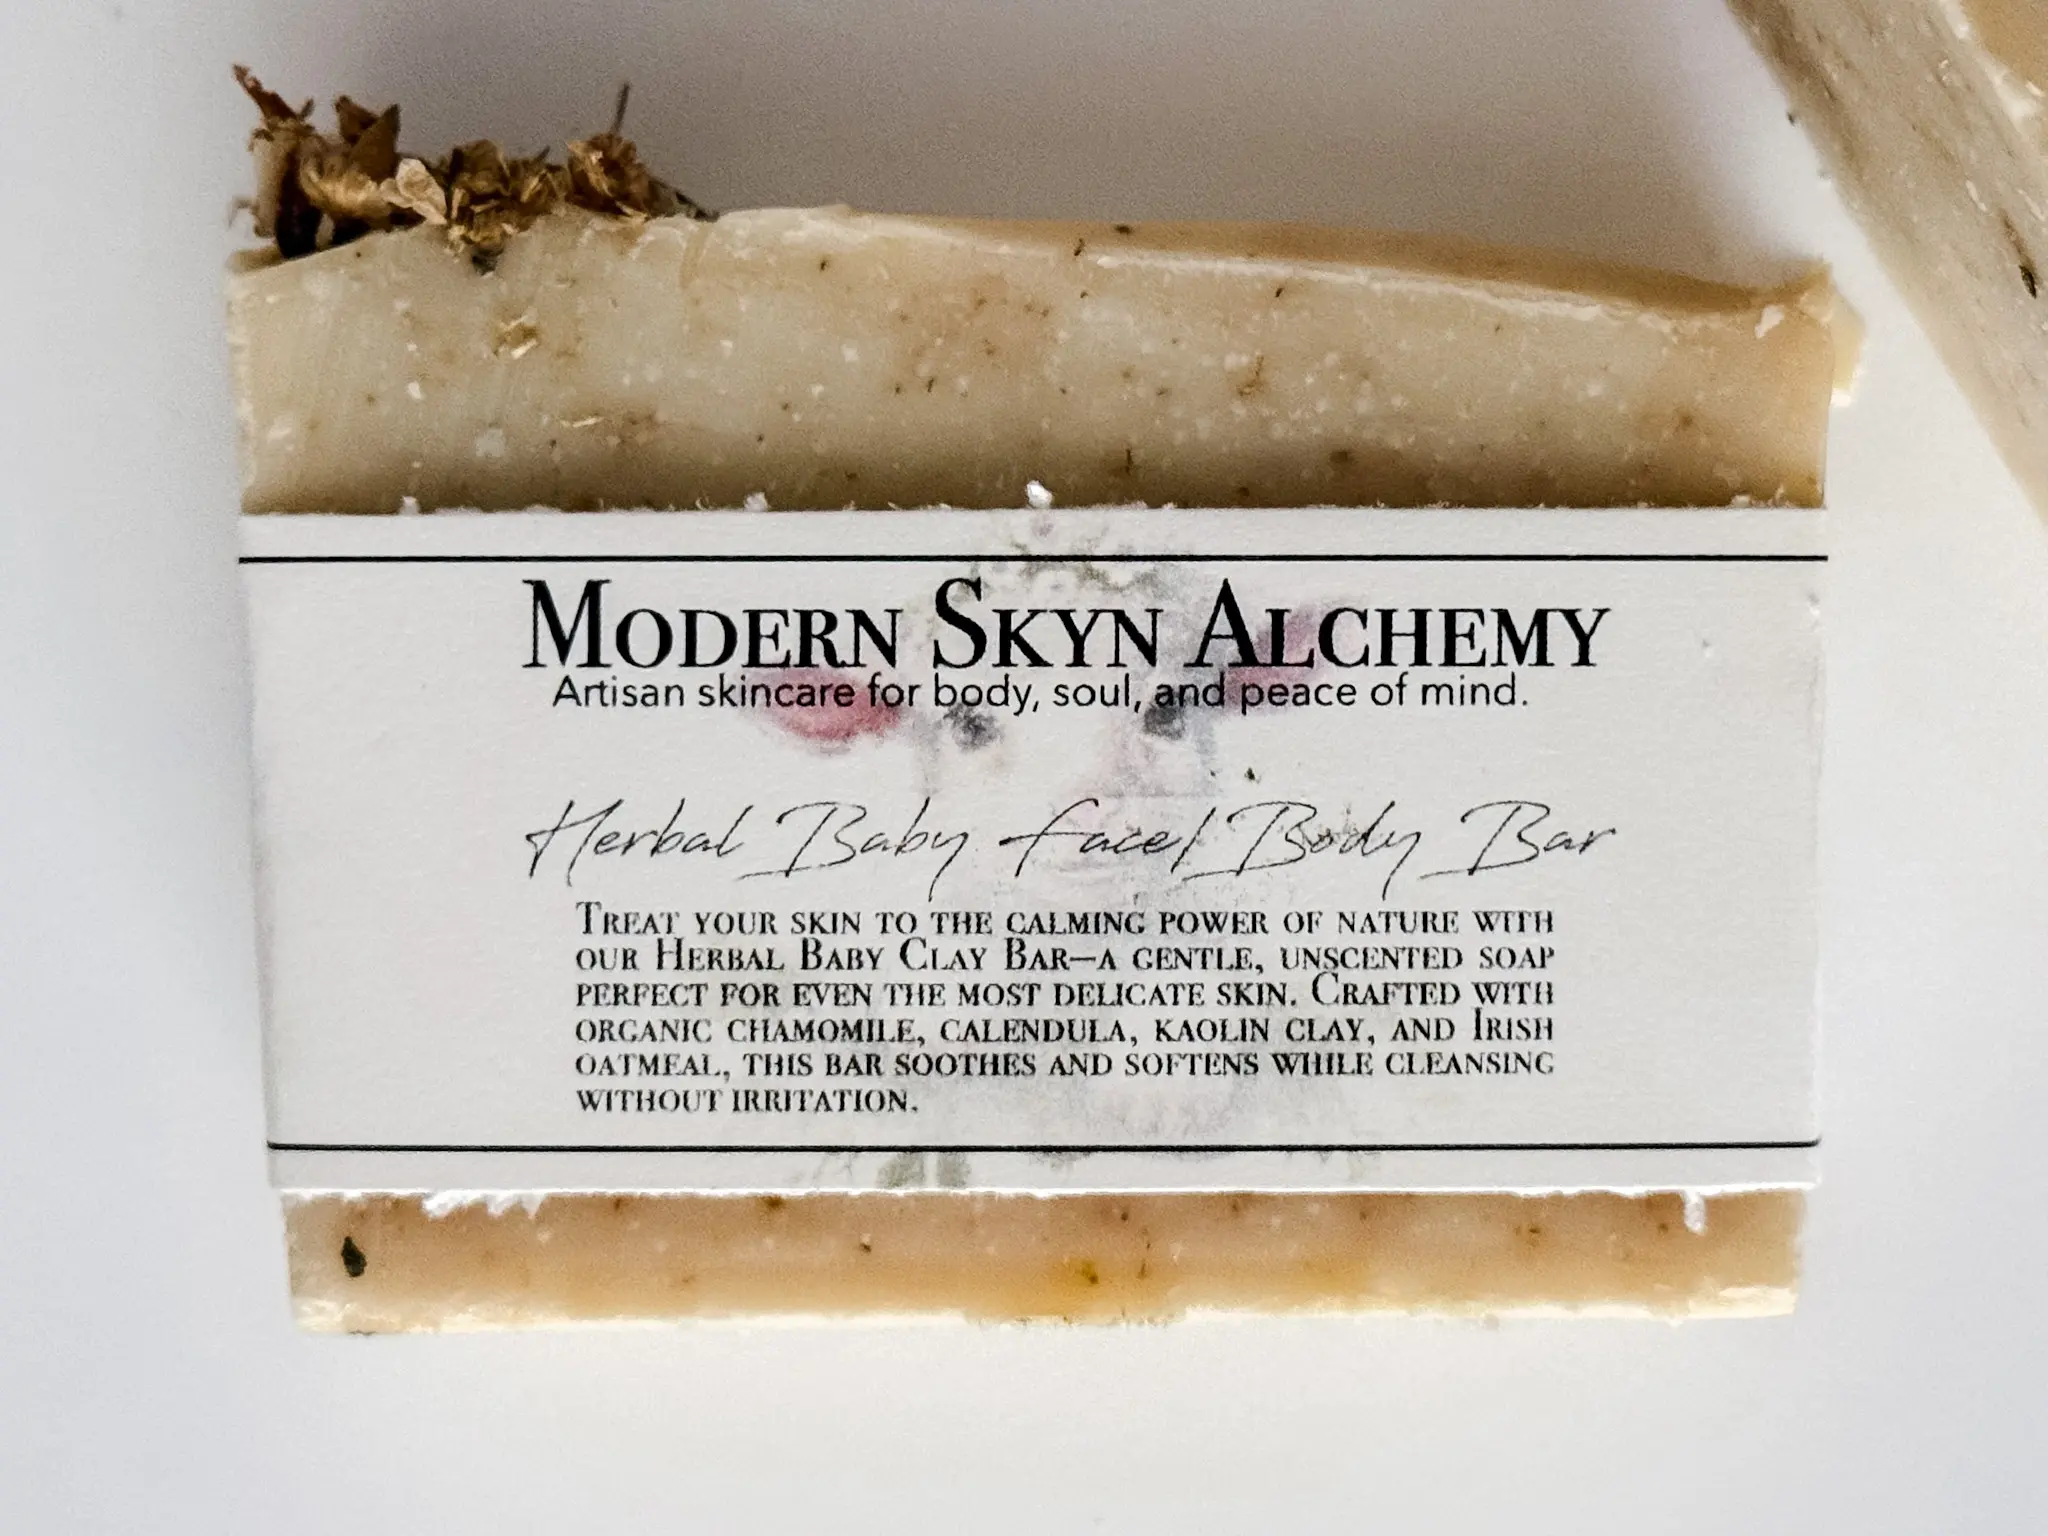 Modern Skyn Alchemy
Artisan skincare for body, soul, and peace of mind.
Herbal Baby Face/Body Bar
Treat your skin to the calming power of nature with
our Herbal Baby Clay Bar—a gentle, unscented soap
perfect for even the most delicate skin. Crafted with
organic chamomile, calendula, kaolin clay, and Irish
oatmeal, this bar soothes and softens while cleansing
without irritation.